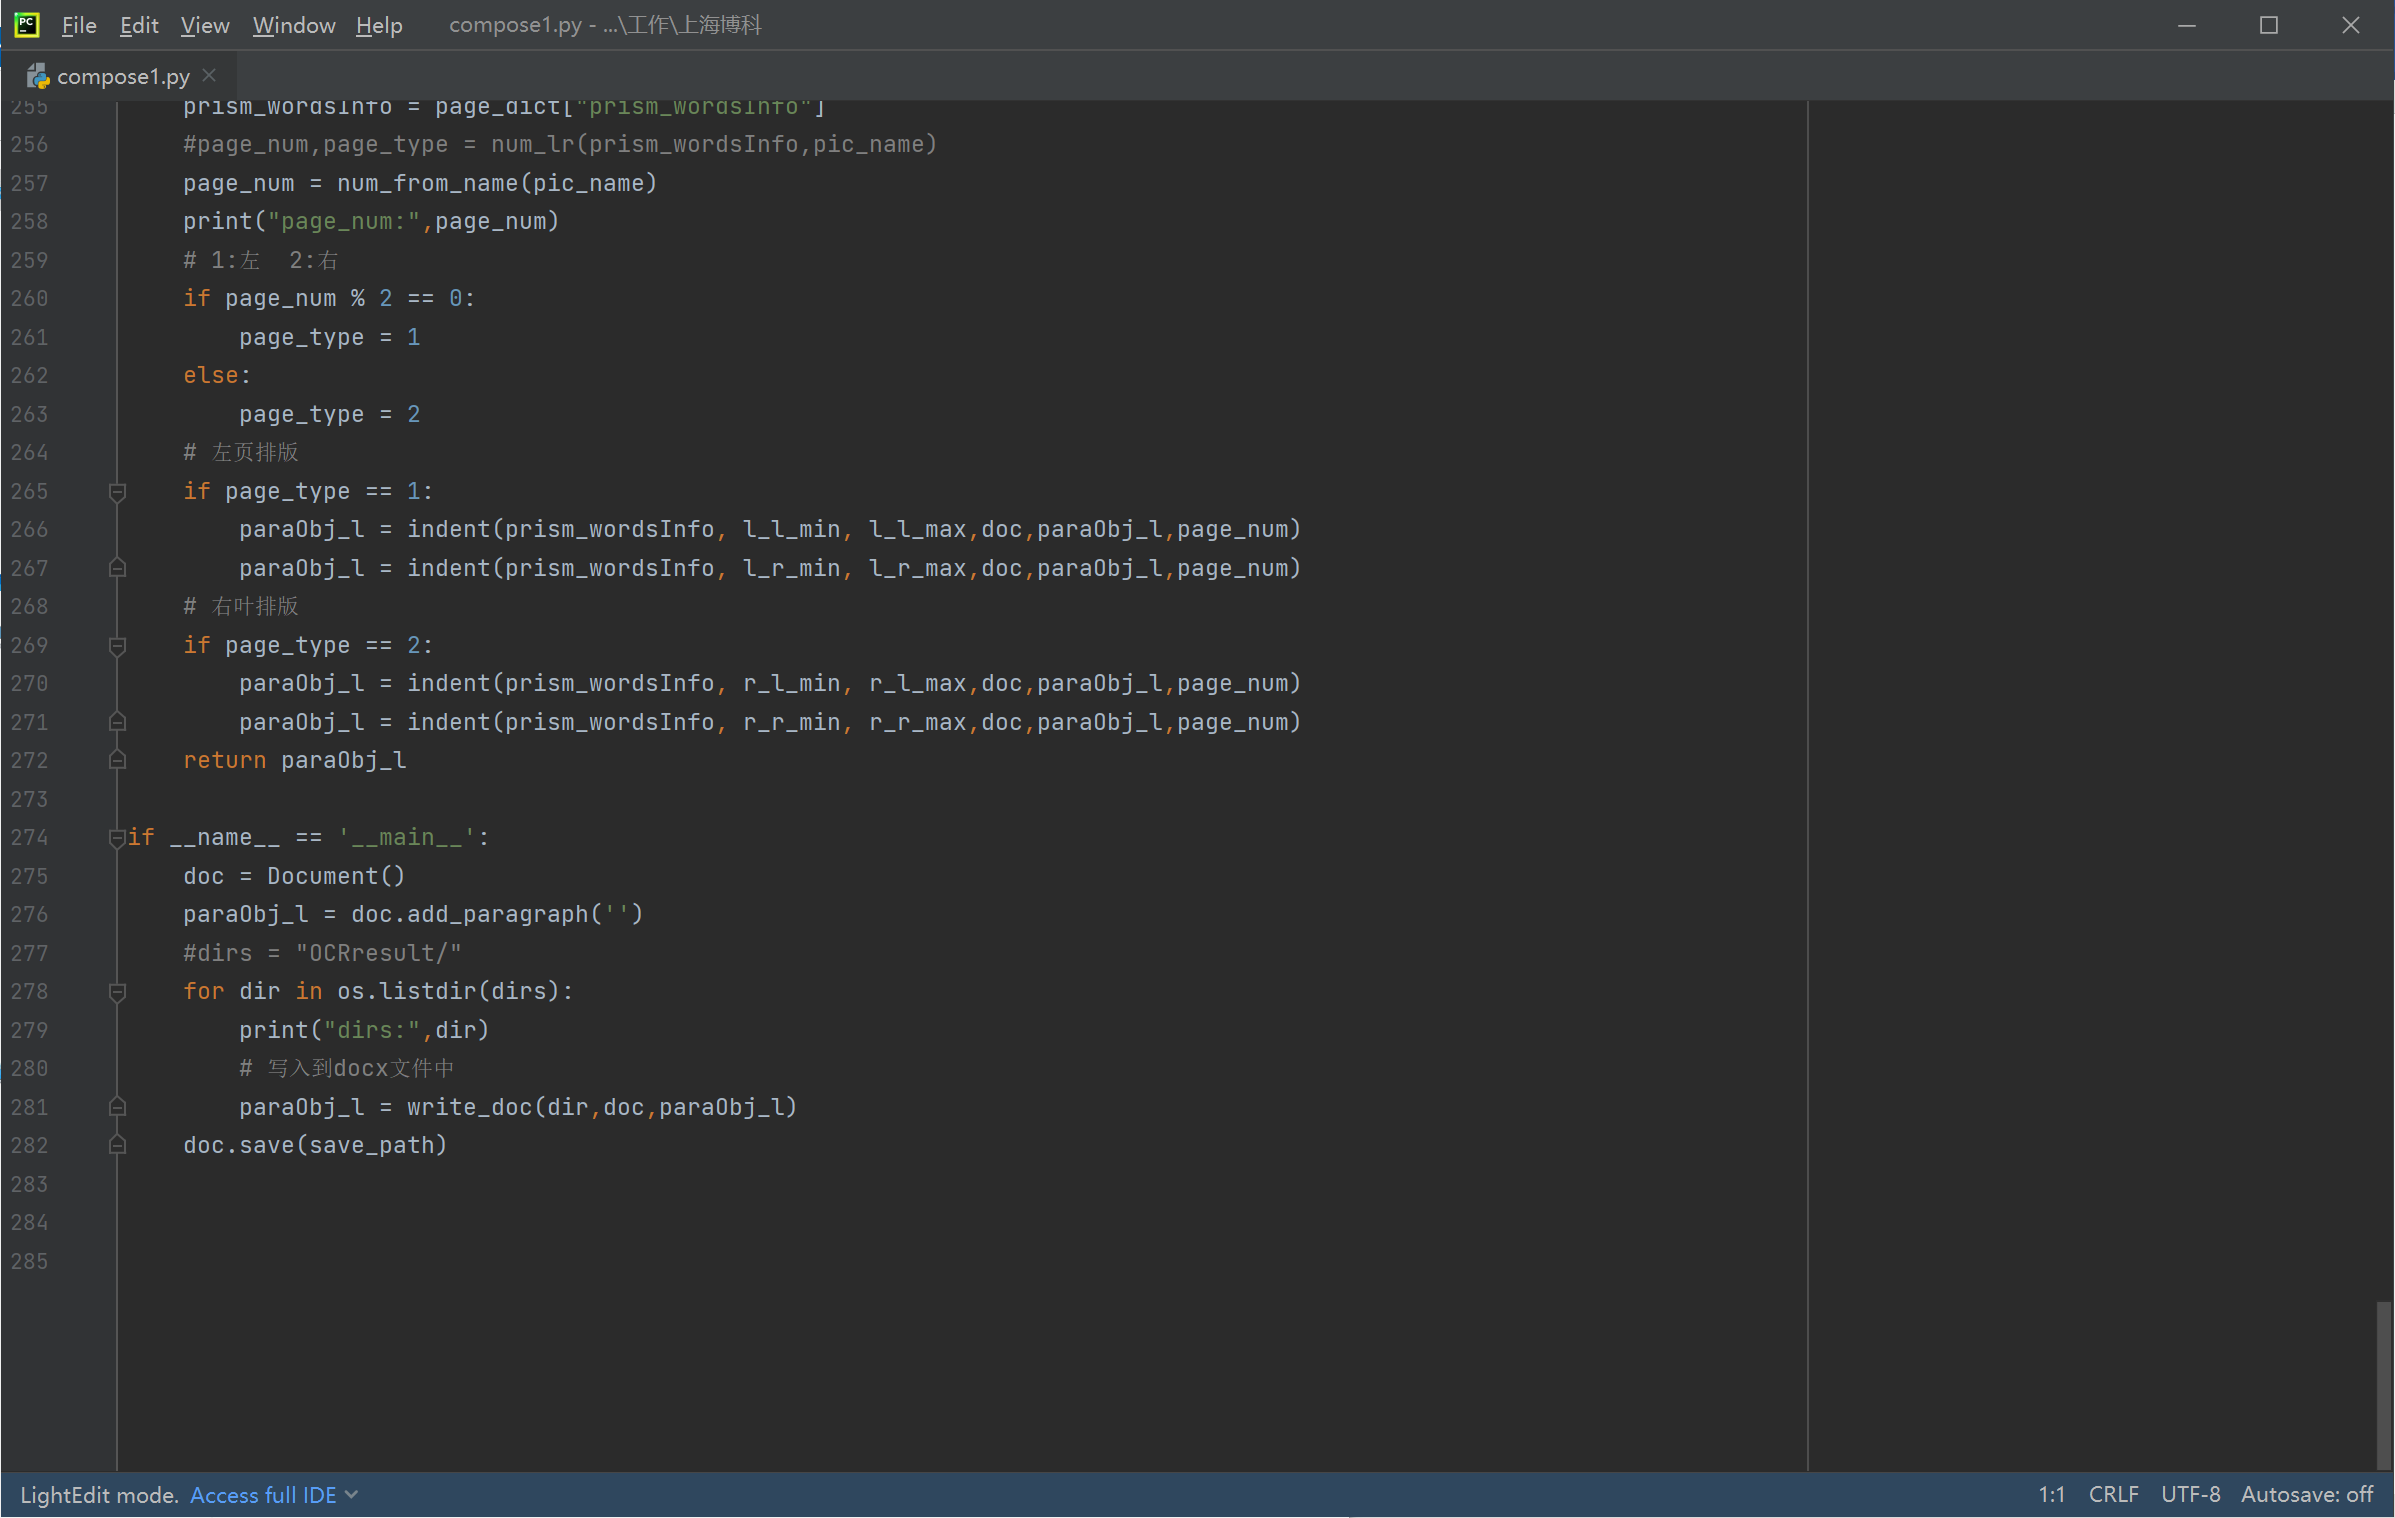 PC File Edit View Window Help compose1.py - ...\工作\上海博科
compose1.py
255 prism_wordsInfo = page_dict["prism_wordsInfo"]
256 #page_num,page_type = num_lr(prism_wordsInfo,pic_name)
257 page_num = num_from_name(pic_name)
258 print("page_num:",page_num)
259 # 1:左  2:右
260 if page_num % 2 == 0:
261 page_type = 1
262 else:
263 page_type = 2
264 # 左页排版
265 if page_type == 1:
266 paraObj_l = indent(prism_wordsInfo, l_l_min, l_l_max,doc,paraObj_l,page_num)
267 paraObj_l = indent(prism_wordsInfo, l_r_min, l_r_max,doc,paraObj_l,page_num)
268 # 右叶排版
269 if page_type == 2:
270 paraObj_l = indent(prism_wordsInfo, r_l_min, r_l_max,doc,paraObj_l,page_num)
271 paraObj_l = indent(prism_wordsInfo, r_r_min, r_r_max,doc,paraObj_l,page_num)
272 return paraObj_l
273
274 if __name__ == '__main__':
275 doc = Document()
276 paraObj_l = doc.add_paragraph('')
277 #dirs = "OCRresult/"
278 for dir in os.listdir(dirs):
279 print("dirs:",dir)
280 # 写入到docx文件中
281 paraObj_l = write_doc(dir,doc,paraObj_l)
282 doc.save(save_path)
283
284
285
LightEdit mode. Access full IDE 1:1 CRLF UTF-8 Autosave: off